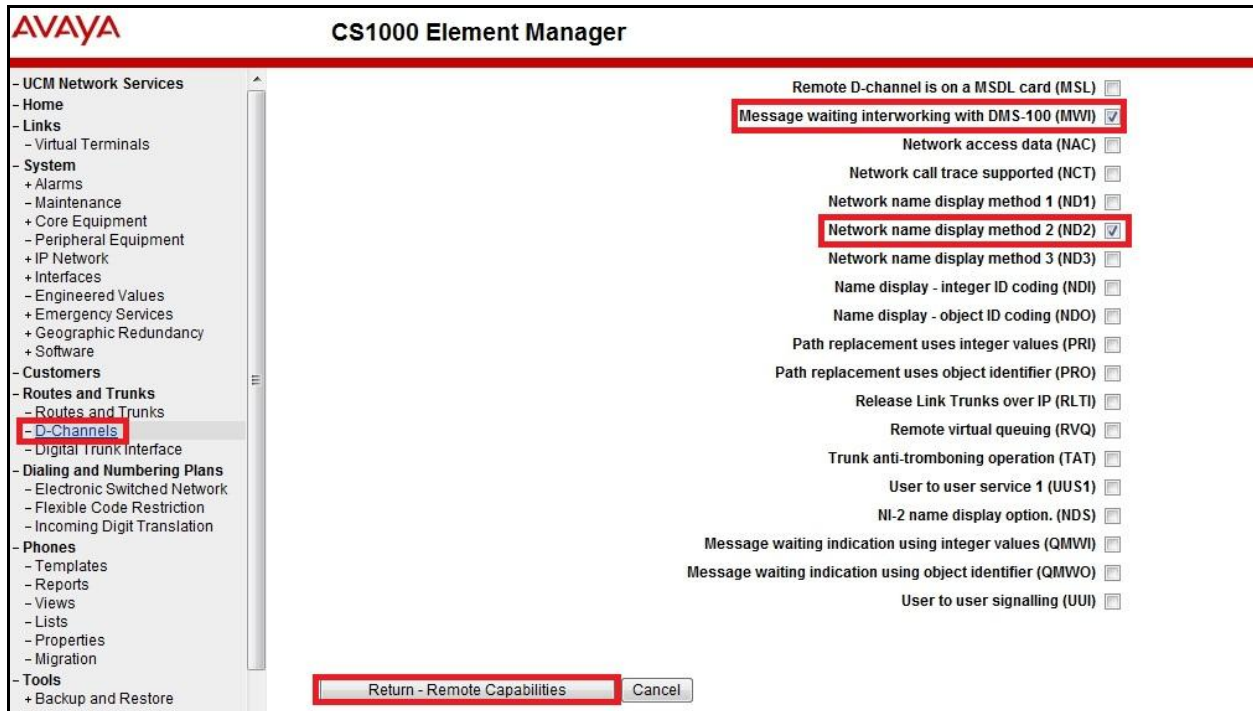 AVAYA
CS1000 Element Manager
- UCM Network Services
- Home
- Links
- Virtual Terminals
- System
+ Alarms
- Maintenance
+ Core Equipment
- Peripheral Equipment
+ IP Network
+ Interfaces
- Engineered Values
+ Emergency Services
+ Geographic Redundancy
+ Software
- Customers
- Routes and Trunks
- Routes and Trunks
- D-Channels
- Digital Trunk Interface
- Dialing and Numbering Plans
- Electronic Switched Network
- Flexible Code Restriction
- Incoming Digit Translation
- Phones
- Templates
- Reports
- Views
- Lists
- Properties
- Migration
- Tools
+ Backup and Restore
Remote D-channel is on a MSDL card (MSL)
Message waiting interworking with DMS-100 (MWI)
Network access data (NAC)
Network call trace supported (NCT)
Network name display method 1 (ND1)
Network name display method 2 (ND2)
Network name display method 3 (ND3)
Name display - integer ID coding (NDI)
Name display - object ID coding (NDO)
Path replacement uses integer values (PRI)
Path replacement uses object identifier (PRO)
Release Link Trunks over IP (RLTI)
Remote virtual queuing (RVQ)
Trunk anti-tromboning operation (TAT)
User to user service 1 (UUS1)
NI-2 name display option. (NDS)
Message waiting indication using integer values (QMWI)
Message waiting indication using object identifier (QMWO)
User to user signalling (UUI)
Return - Remote Capabilities
Cancel